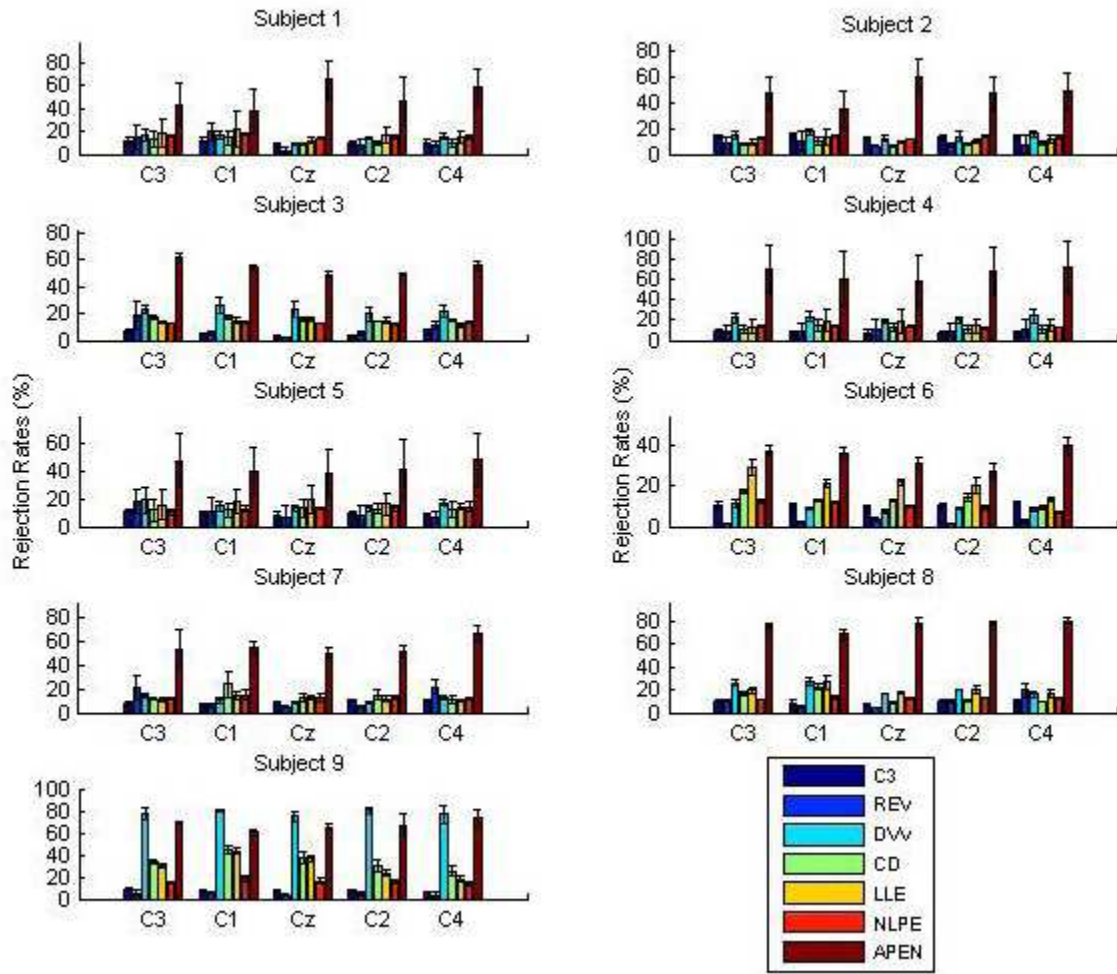 Subject 1
80
60
40
20
0
C3 C1 Cz C2 C4
Subject 2
80
60
40
20
0
C3 C1 Cz C2 C4
Subject 3
80
60
40
20
0
C3 C1 Cz C2 C4
Subject 4
100
80
60
40
20
0
C3 C1 Cz C2 C4
Subject 5
60
40
20
0
C3 C1 Cz C2 C4
Subject 6
40
20
0
C3 C1 Cz C2 C4
Rejection Rates (%)
Rejection Rates (%)
Subject 7
80
60
40
20
0
C3 C1 Cz C2 C4
Subject 8
80
60
40
20
0
C3 C1 Cz C2 C4
Subject 9
100
80
60
40
20
0
C3 C1 Cz C2 C4
C3
REV
DVV
CD
LLE
NLPE
APEN